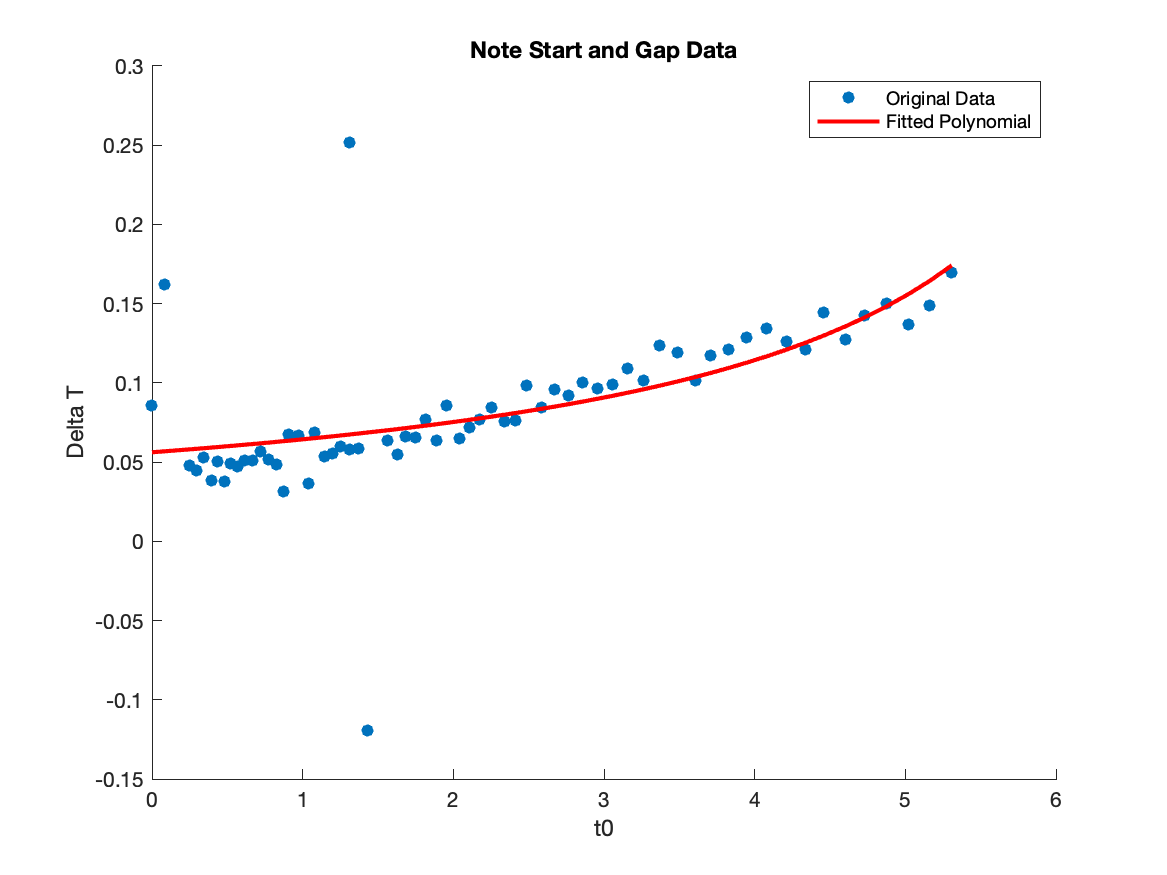 Note Start and Gap Data
0.3
0.25
0.2
0.15
0.1
0.05
0
-0.05
-0.1
-0.15
Delta T
Original Data
Fitted Polynomial
0 1 2 3 4 5 6
t0